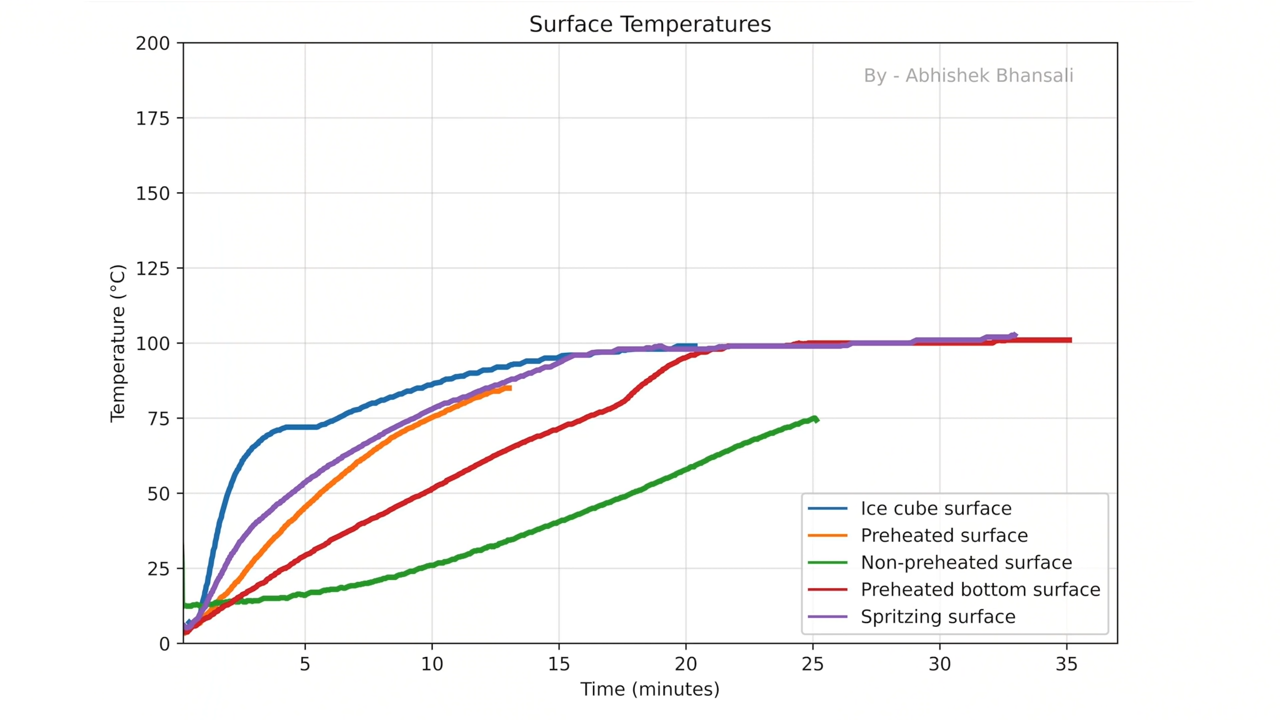 Surface Temperatures
By - Abhishek Bhansali
200
175
150
125
100
75
50
25
0
Temperature (°C)
5
10
15
20
25
30
35
Time (minutes)
Ice cube surface
Preheated surface
Non-preheated surface
Preheated bottom surface
Spritzing surface